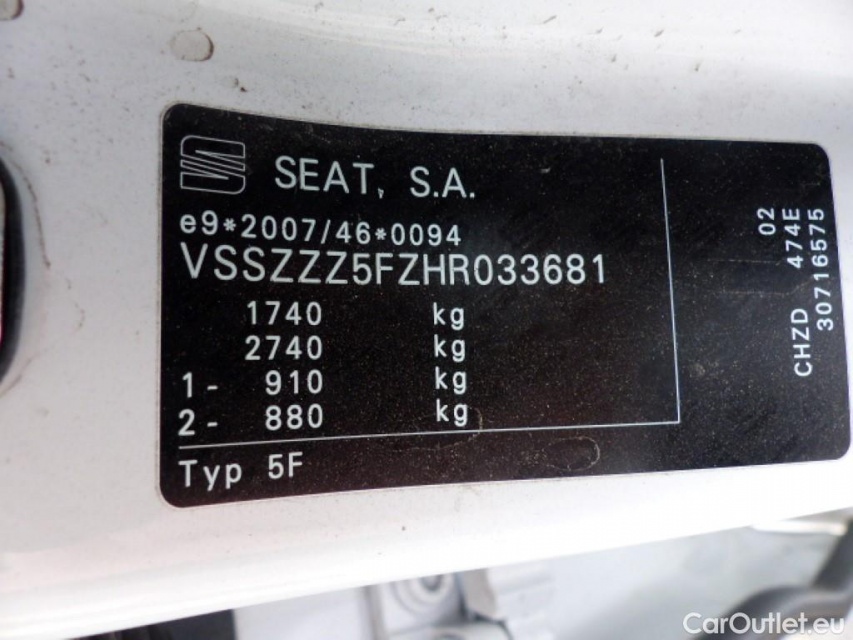 SEAT, S.A.
e9*2007/46*0094
VSSZZZ5FZHR033681
1740 kg
2740 kg
1- 910 kg
2- 880 kg
Typ 5F
CHZD 474E 02
30716575
CarOutlet.eu